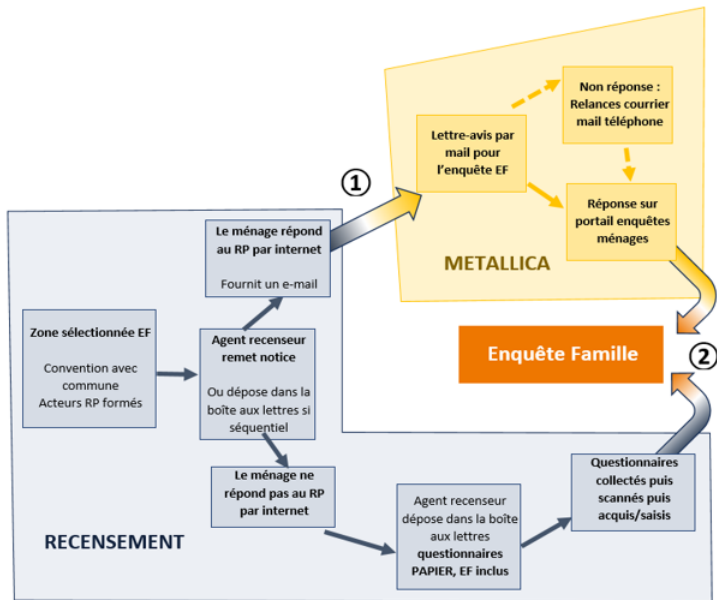 Non réponse :
Relances courrier
mail téléphone
Lettre-avis par
mail pour
l'enquête EF
①
Réponse sur
portail enquêtes
ménages
METALLICA
Le ménage répond
au RP par internet
Fournit un e-mail
Zone sélectionnée EF
Convention avec
commune
Acteurs RP formés
Agent recenseur
remet notice
Ou dépose dans la
boîte aux lettres si
séquentiel
Enquête Famille
②
Le ménage ne
répond pas au RP
par internet
Agent recenseur
dépose dans la boîte
aux lettres
questionnaires
PAPIER, EF inclus
Questionnaires
collectés puis
scannés puis
acquis/saisis
RECENSEMENT